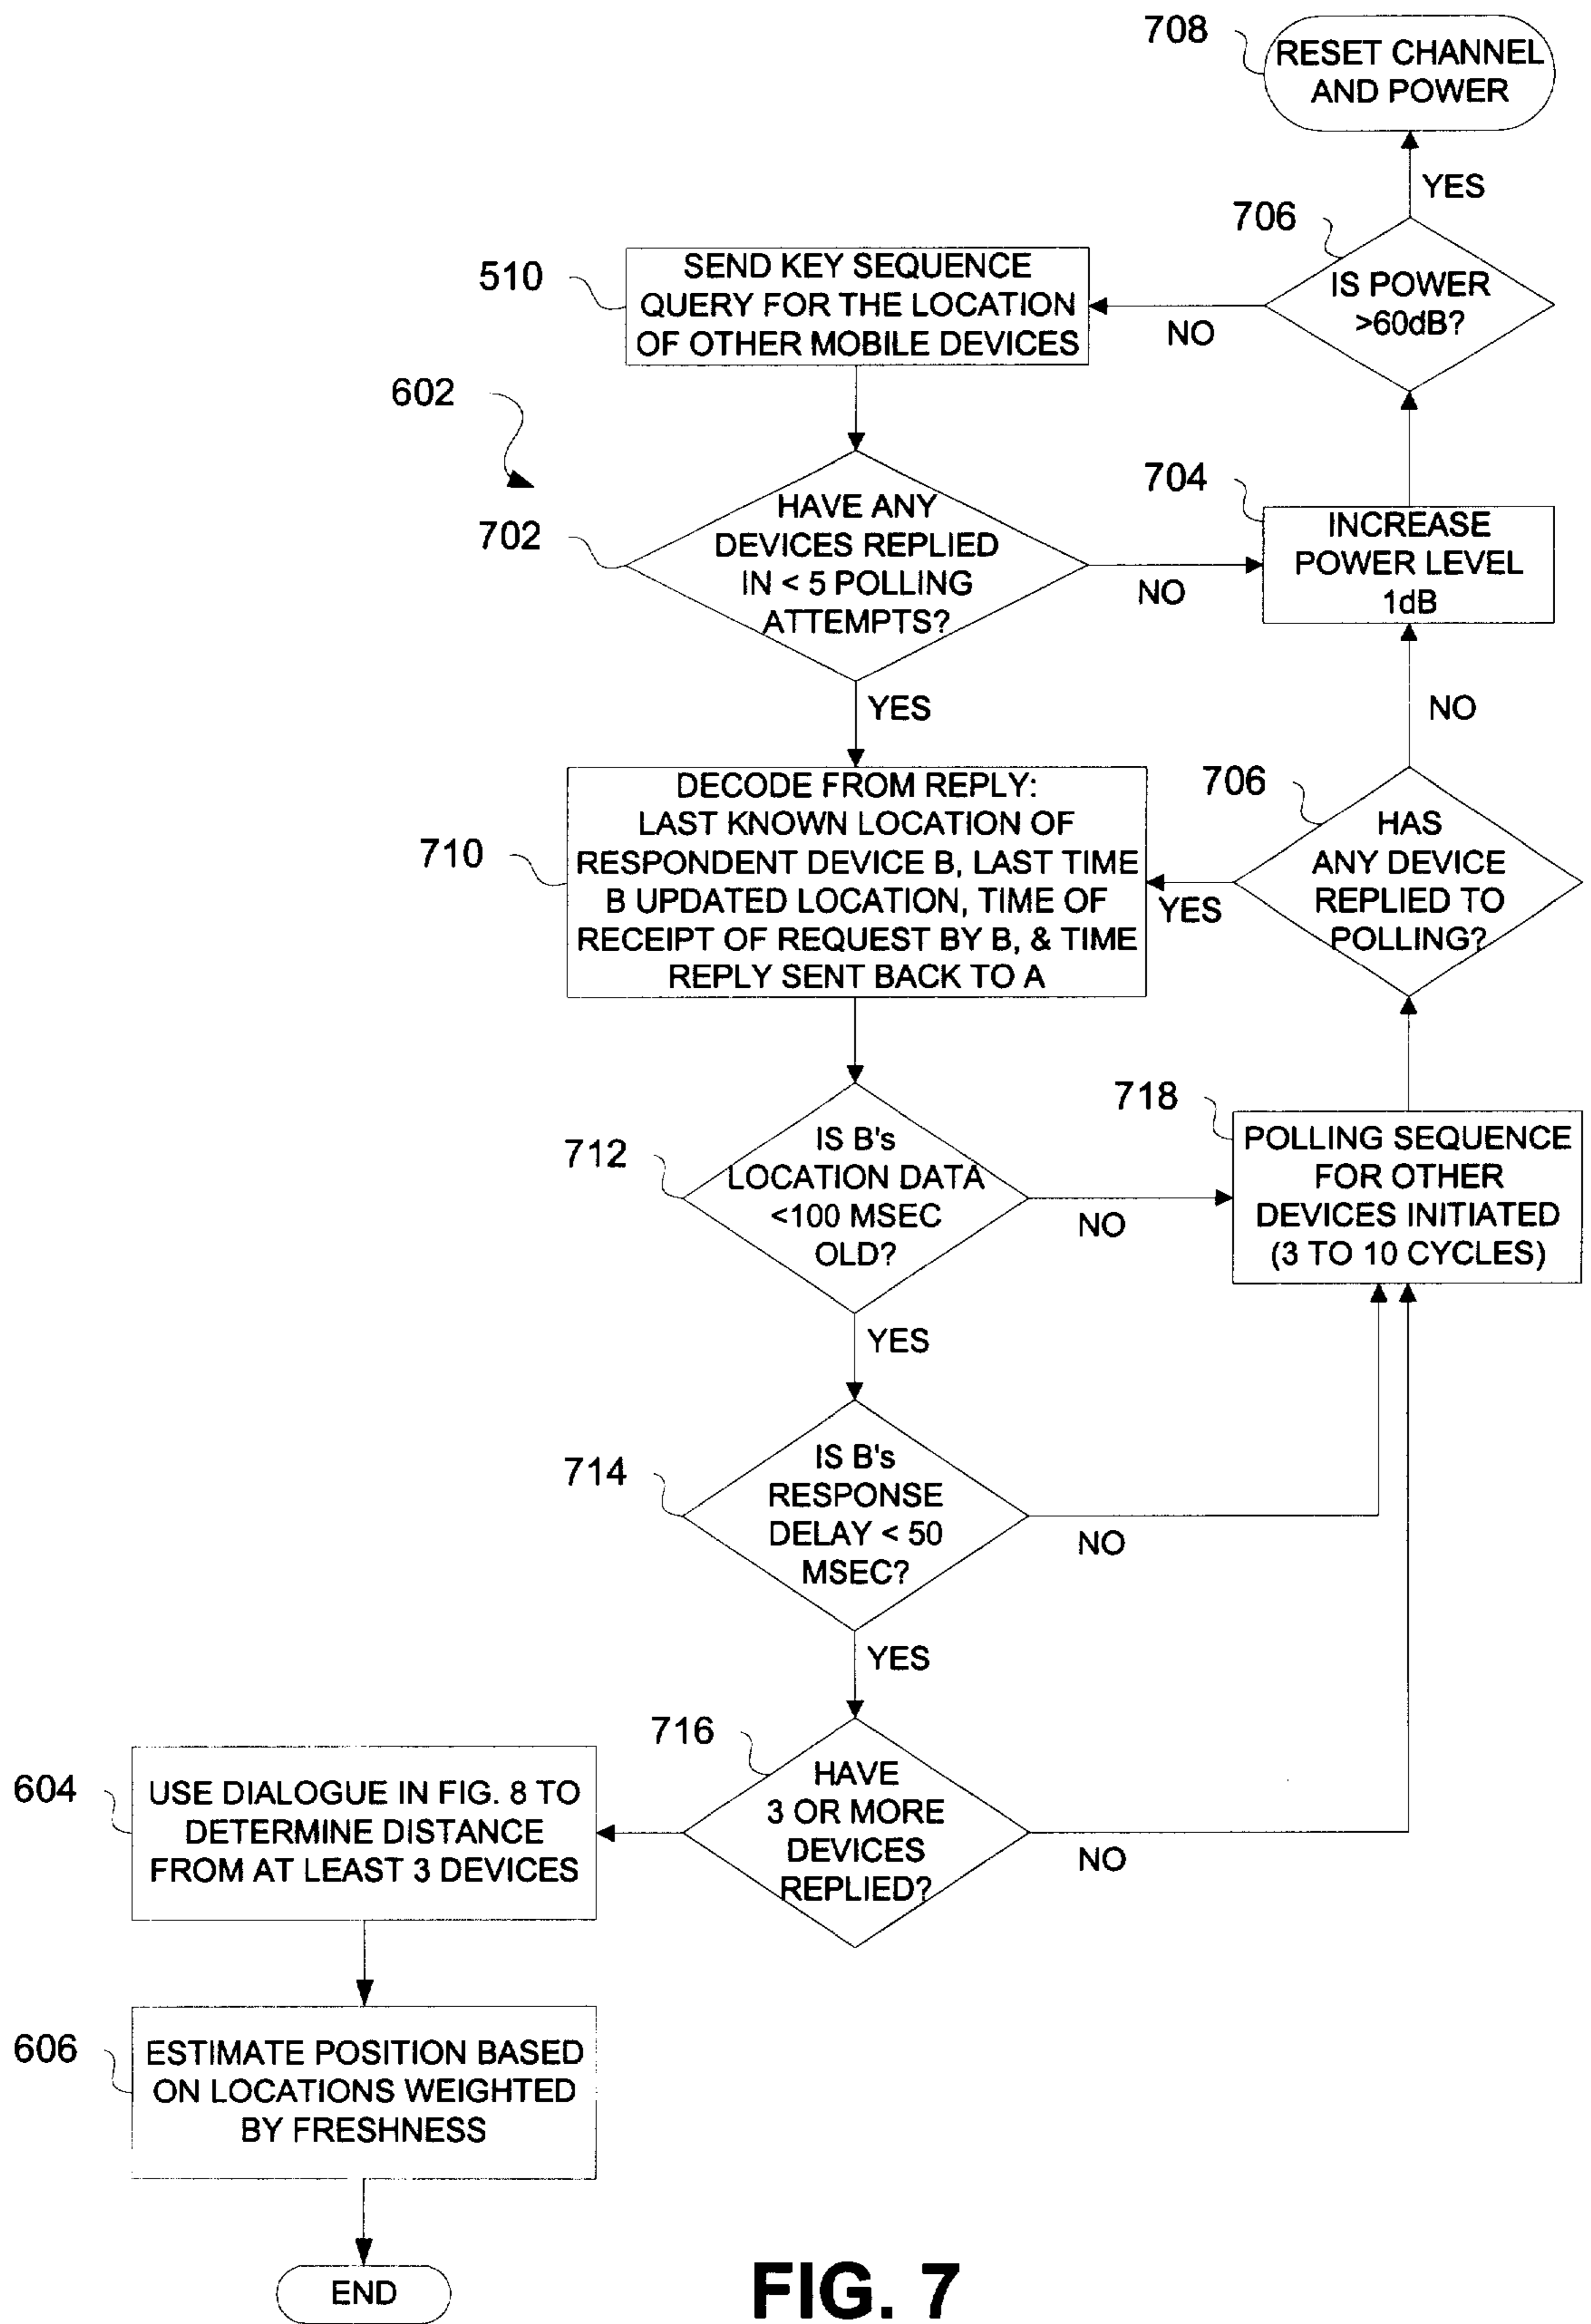 708
RESET CHANNEL
AND POWER
YES
706
IS POWER
>60dB?
NO
510
SEND KEY SEQUENCE
QUERY FOR THE LOCATION
OF OTHER MOBILE DEVICES
602
702
HAVE ANY
DEVICES REPLIED
IN < 5 POLLING
ATTEMPTS?
NO
704
INCREASE
POWER LEVEL
1dB
YES
NO
710
DECODE FROM REPLY:
LAST KNOWN LOCATION OF
RESPONDENT DEVICE B, LAST TIME
B UPDATED LOCATION, TIME OF
RECEIPT OF REQUEST BY B, & TIME
REPLY SENT BACK TO A
706
HAS
ANY DEVICE
REPLIED TO
POLLING?
YES
712
IS B's
LOCATION DATA
<100 MSEC
OLD?
NO
718
POLLING SEQUENCE
FOR OTHER
DEVICES INITIATED
(3 TO 10 CYCLES)
YES
714
IS B's
RESPONSE
DELAY < 50
MSEC?
NO
YES
716
HAVE
3 OR MORE
DEVICES
REPLIED?
NO
604
USE DIALOGUE IN FIG. 8 TO
DETERMINE DISTANCE
FROM AT LEAST 3 DEVICES
606
ESTIMATE POSITION BASED
ON LOCATIONS WEIGHTED
BY FRESHNESS
END
FIG. 7